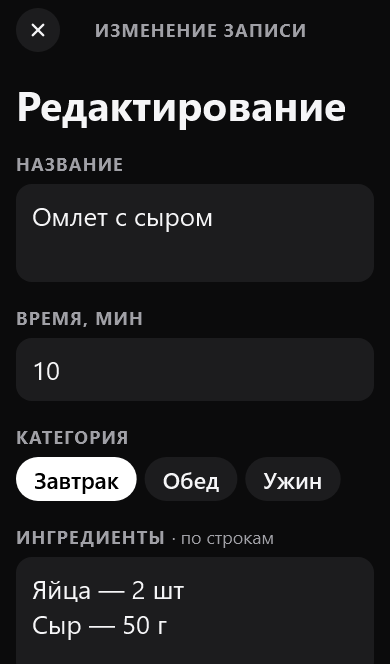 ИЗМЕНЕНИЕ ЗАПИСИ
Редактирование
НАЗВАНИЕ
Омлет с сыром
ВРЕМЯ, МИН
10
КАТЕГОРИЯ
Завтрак Обед Ужин
ИНГРЕДИЕНТЫ · по строкам
Яйца — 2 шт
Сыр — 50 г